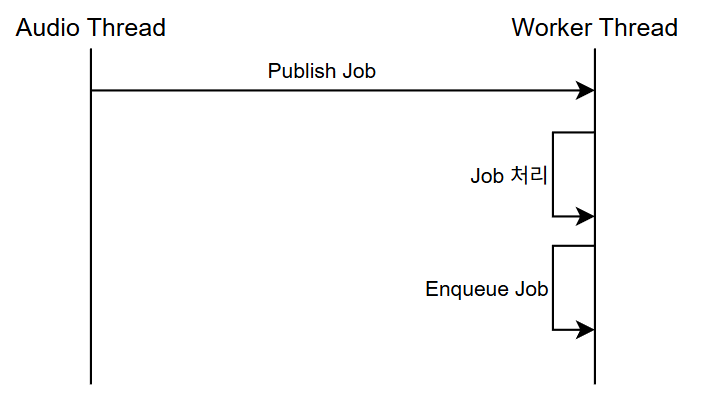 Audio Thread
Worker Thread
Publish Job
Job 처리
Enqueue Job